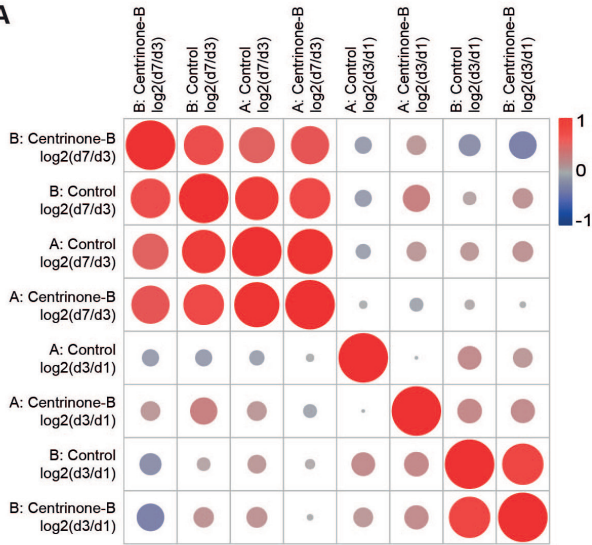 A
B: Centrinone-B
log2(d7/d3)
B: Control
log2(d7/d3)
A: Control
log2(d7/d3)
A: Centrinone-B
log2(d7/d3)
A: Control
log2(d3/d1)
A: Centrinone-B
log2(d3/d1)
B: Control
log2(d3/d1)
B: Centrinone-B
log2(d3/d1)
B: Centrinone-B
log2(d7/d3)
B: Control
log2(d7/d3)
A: Control
log2(d7/d3)
A: Centrinone-B
log2(d7/d3)
A: Control
log2(d3/d1)
A: Centrinone-B
log2(d3/d1)
B: Control
log2(d3/d1)
B: Centrinone-B
log2(d3/d1)
1
0
-1